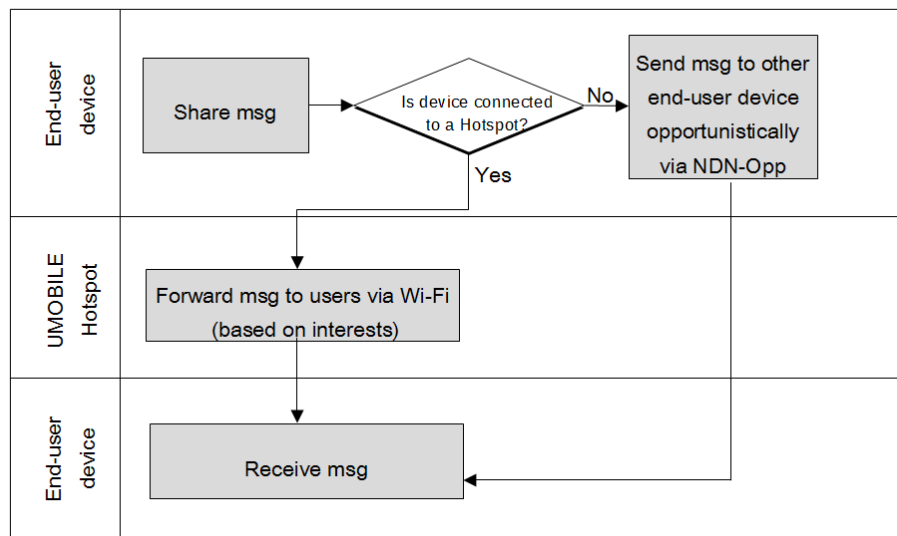 End-user
device
Share msg
Is device connected
to a Hotspot?
No
Yes
Send msg to other
end-user device
opportunistically
via NDN-Opp
UMOBILE
Hotspot
Forward msg to users via Wi-Fi
(based on interests)
End-user
device
Receive msg